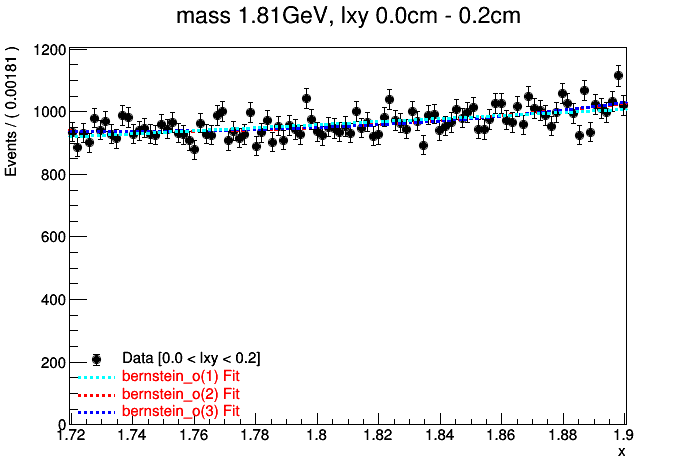 mass 1.81GeV, lxy 0.0cm - 0.2cm
Events / ( 0.00181 )
1200
1000
800
600
400
200
0
Data [0.0 < lxy < 0.2]
bernstein_o(1) Fit
bernstein_o(2) Fit
bernstein_o(3) Fit
1.72 1.74 1.76 1.78 1.8 1.82 1.84 1.86 1.88 1.9
x